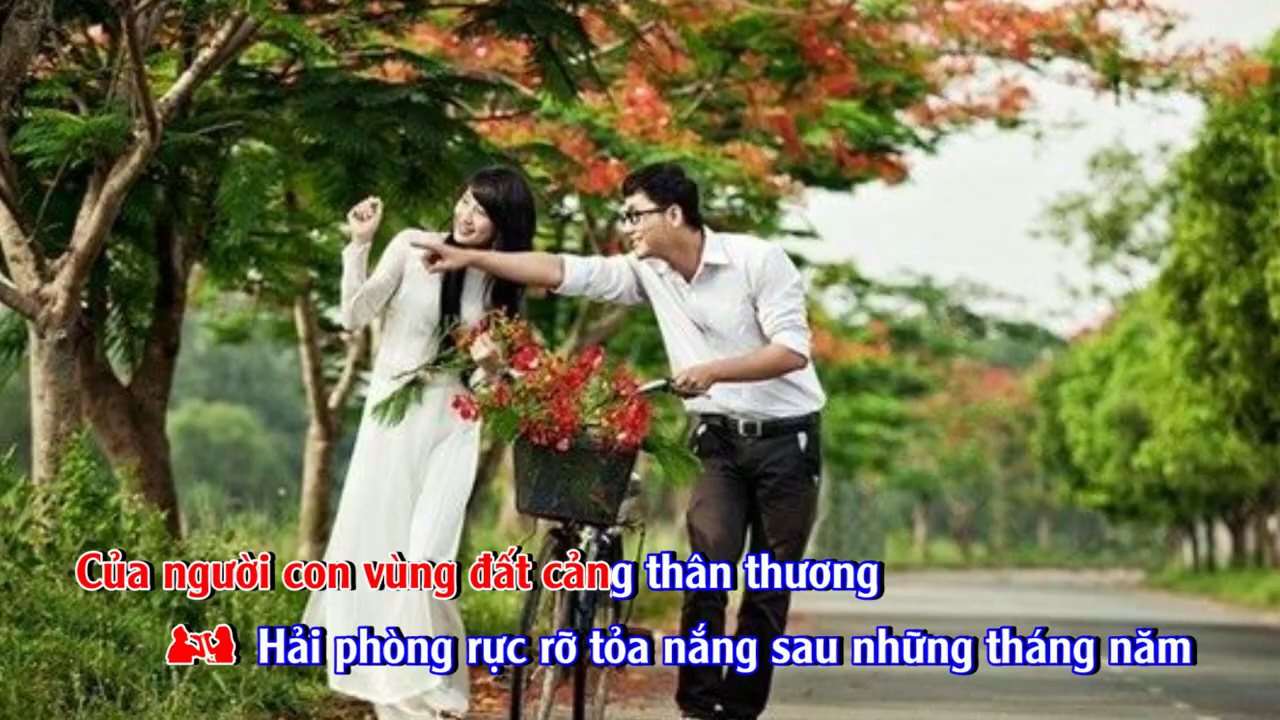 Của người con vùng đất cảng thân thương
Hải phòng rực rỡ tỏa nắng sau những tháng năm